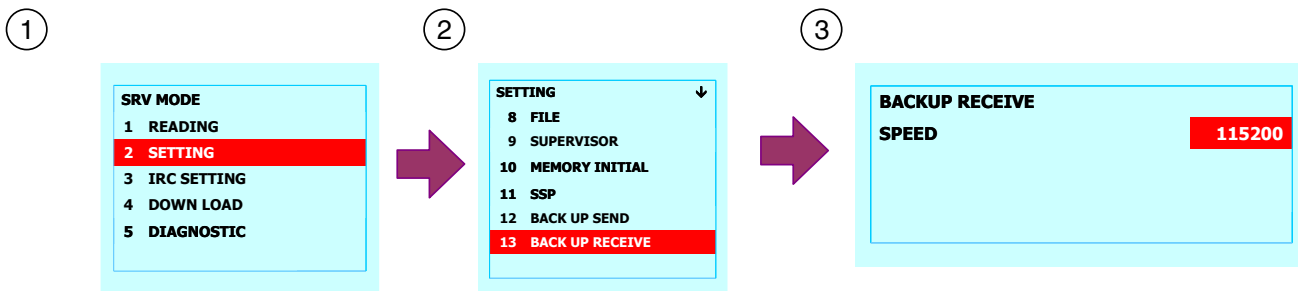 1
SRV MODE
1 READING
2 SETTING
3 IRC SETTING
4 DOWN LOAD
5 DIAGNOSTIC
2
SETTING ↓
8 FILE
9 SUPERVISOR
10 MEMORY INITIAL
11 SSP
12 BACK UP SEND
13 BACK UP RECEIVE
3
BACKUP RECEIVE
SPEED 115200